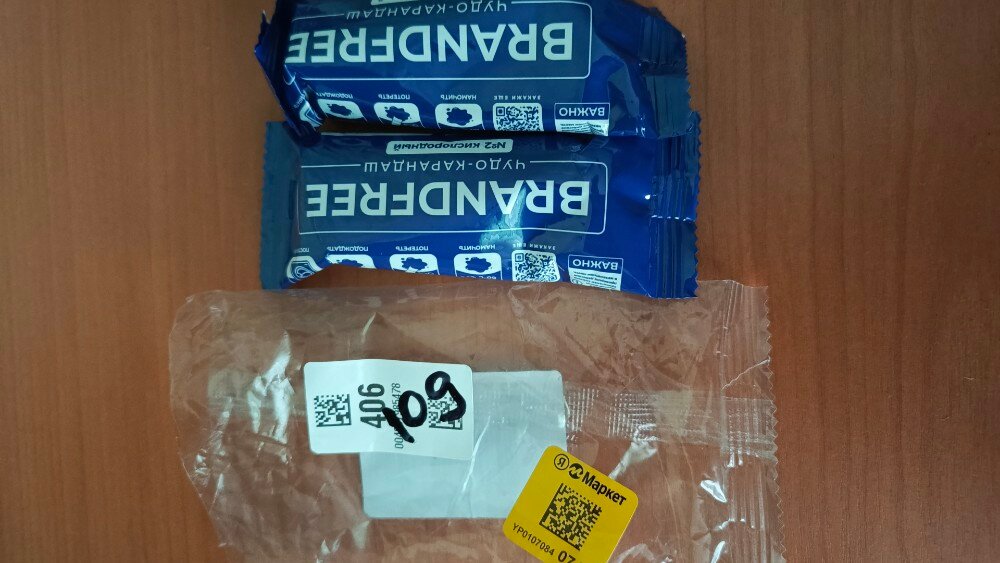 ЧУДО-КАРАНДАШ
BRANDFREE
ПОДОЖДАТЬ
ПОТЕРЕТЬ
НАМОЧИТЬ
ЗАКАЖИ ЕЩЕ
ВАЖНО
№2 КИСЛОРОДНЫЙ
ЧУДО-КАРАНДАШ
BRANDFREE
ПОДОЖДАТЬ
ПОТЕРЕТЬ
НАМОЧИТЬ
ЗАКАЖИ ЕЩЕ
ВАЖНО
406
109
Я Маркет
YP0107084 07